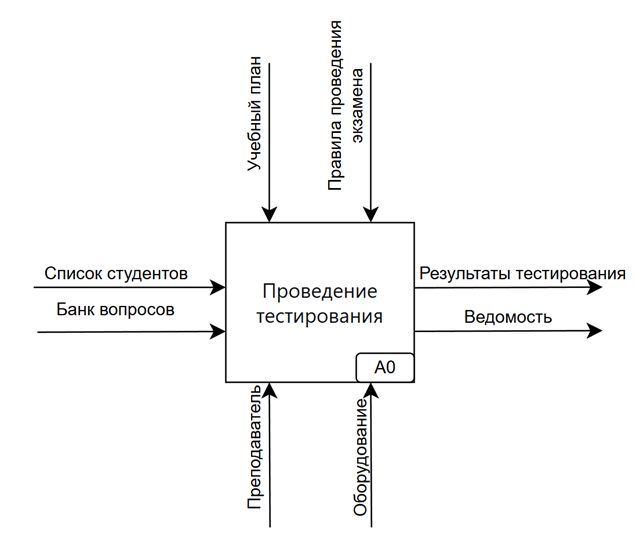 Учебный план
Правила проведения
экзамена
Список студентов
Банк вопросов
Проведение
тестирования
A0
Результаты тестирования
Ведомость
Преподаватель
Оборудование